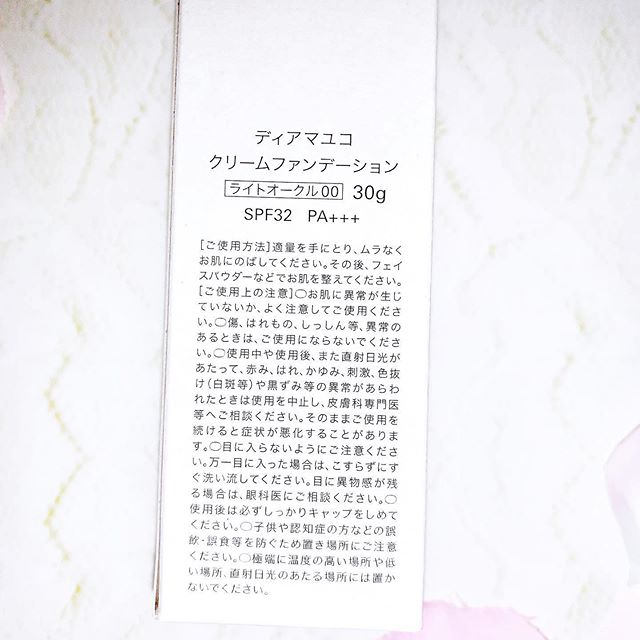 ディアマユコ
クリームファンデーション
ライトオークル00 30g
SPF32 PA+++
[ご使用方法]適量を手にとり、ムラなく
お肌にのばしてください。その後、フェイ
スパウダーなどでお肌を整えてください。
[ご使用上の注意]○お肌に異常が生じ
ていないか、よく注意してご使用くださ
い。○傷、はれもの、しっしん等、異常の
あるときは、ご使用にならないでくださ
い。○使用中や使用後、また直射日光が
あたって、赤み、はれ、かゆみ、刺激、色抜
け(白斑等)や黒ずみ等の異常があらわ
れたときは使用を中止し、皮膚科専門医
等へご相談ください。そのままご使用を
続けると症状が悪化することがありま
す。○目に入らないようにご注意くださ
い。万一目に入った場合は、こすらずにす
ぐ洗い流してください。目に異物感が残
る場合は、眼科医にご相談ください。○
使用後は必ずしっかりキャップをしめて
ください。○子供や認知症の方などの誤
飲・誤食等を防ぐため置き場所にご注意
ください。○極端に温度の高い場所や低
い場所、直射日光のあたる場所には置か
ないでください。